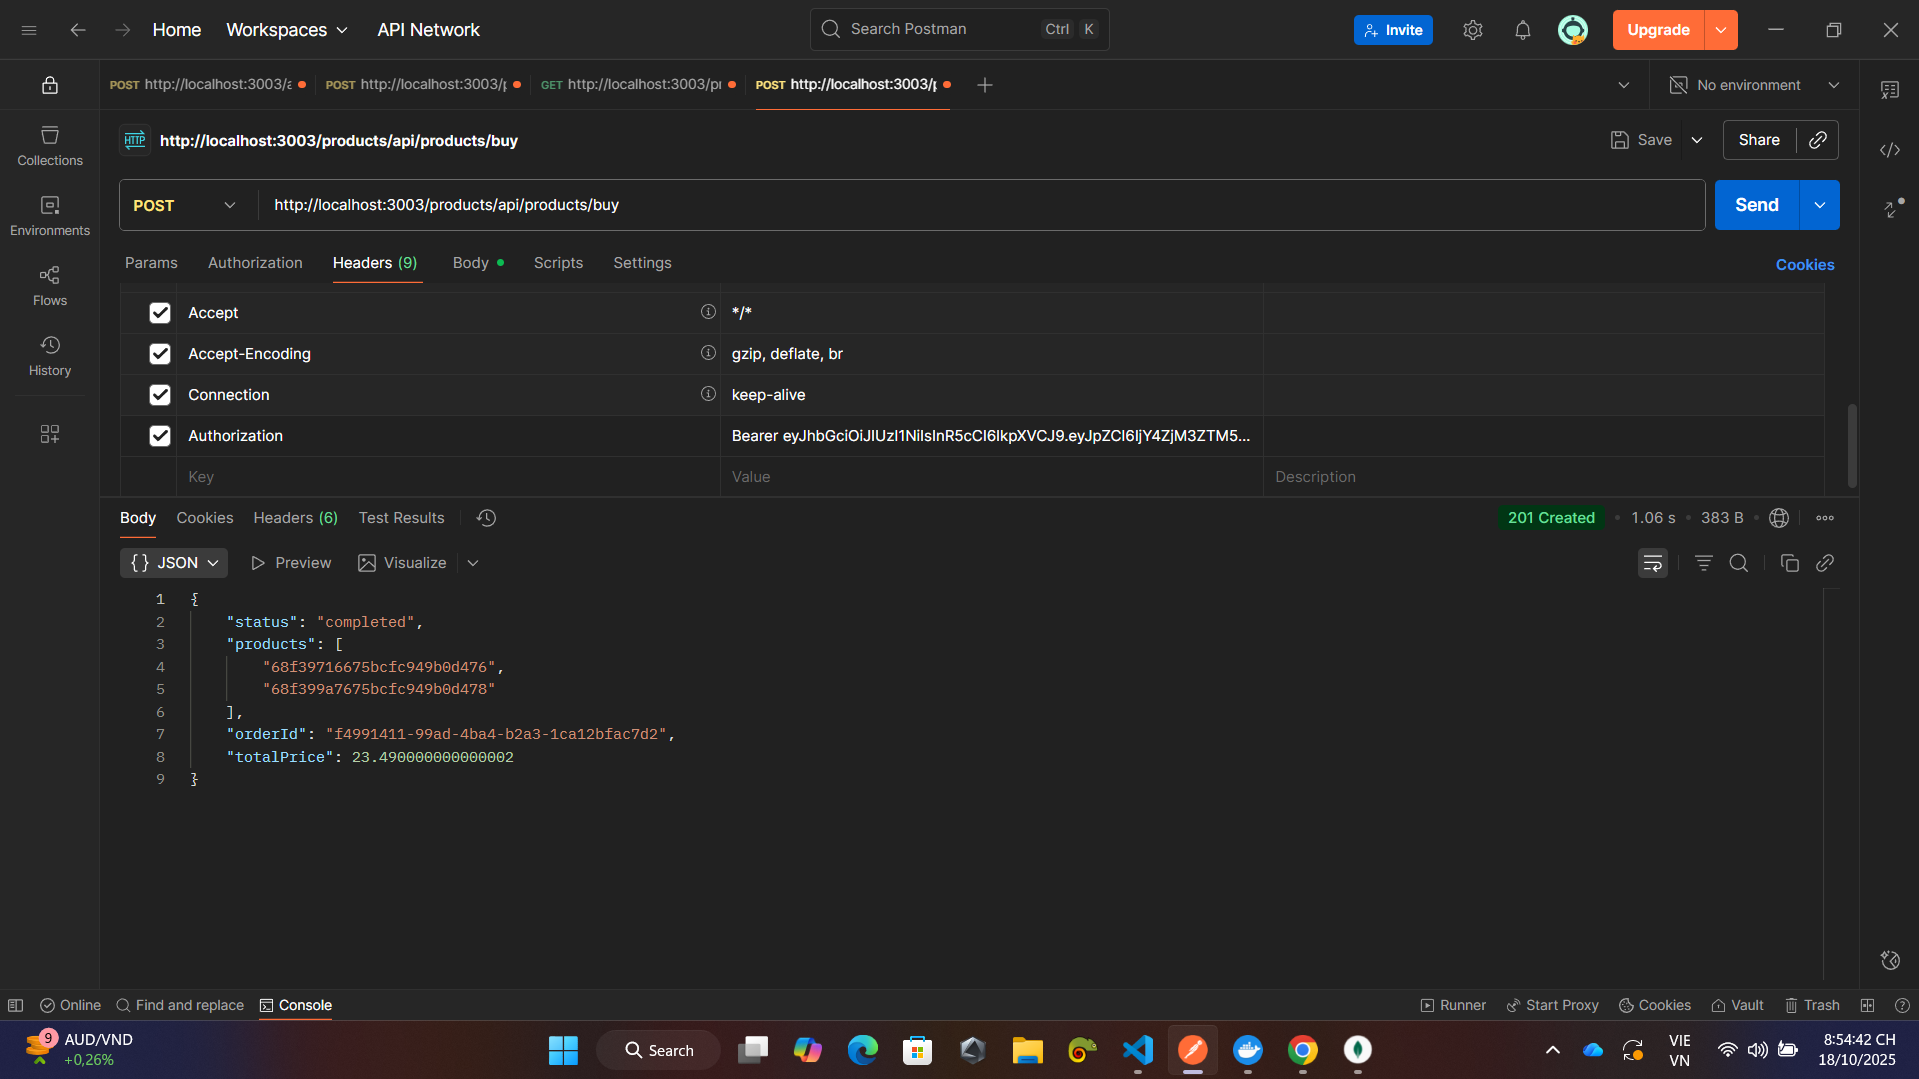 Home Workspaces API Network Search Postman Ctrl K Invite Upgrade
POST http://localhost:3003/a POST http://localhost:3003/p GET http://localhost:3003/pr POST http://localhost:3003/p No environment
HTTP http://localhost:3003/products/api/products/buy Save Share
Collections
Environments
Flows
History
POST http://localhost:3003/products/api/products/buy Send
Params Authorization Headers (9) Body Scripts Settings Cookies
Accept */*
Accept-Encoding gzip, deflate, br
Connection keep-alive
Authorization Bearer eyJhbGciOiJIUzI1NiIsInR5cCI6IkpXVCJ9.eyJpZCI6IjY4ZjM3ZTM5...
Key Value Description
Body Cookies Headers (6) Test Results 201 Created 1.06 s 383 B
{} JSON Preview Visualize
1 {
2 "status": "completed",
3 "products": [
4 "68f39716675bcfc949b0d476",
5 "68f399a7675bcfc949b0d478"
6 ],
7 "orderId": "f4991411-99ad-4ba4-b2a3-1ca12bfac7d2",
8 "totalPrice": 23.490000000000002
9 }
Online Find and replace Console Runner Start Proxy Cookies Vault Trash
9 AUD/VND
+0,26%
Search
VIE
VN
8:54:42 CH
18/10/2025